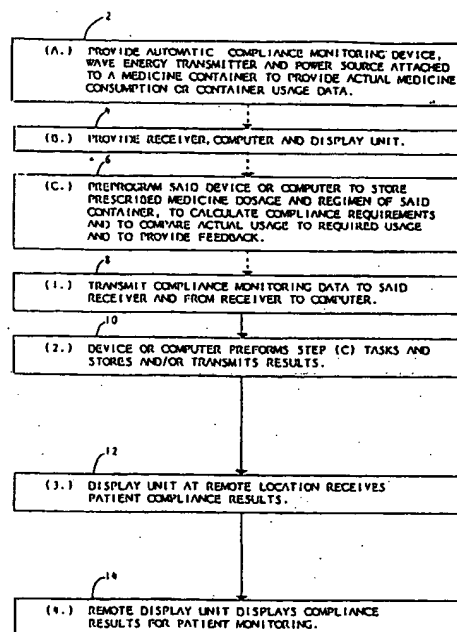 2
(A.) PROVIDE AUTOMATIC COMPLIANCE MONITORING DEVICE,
WAVE ENERGY TRANSMITTER AND POWER SOURCE ATTACHED
TO A MEDICINE CONTAINER TO PROVIDE ACTUAL MEDICINE
CONSUMPTION OR CONTAINER USAGE DATA.
4
(B.) PROVIDE RECEIVER, COMPUTER AND DISPLAY UNIT.
6
(C.) PREPROGRAM SAID DEVICE OR COMPUTER TO STORE
PRESCRIBED MEDICINE DOSAGE AND REGIMEN OF SAID
CONTAINER, TO CALCULATE COMPLIANCE REQUIREMENTS
AND TO COMPARE ACTUAL USAGE TO REQUIRED USAGE
AND TO PROVIDE FEEDBACK.
8
(1.) TRANSMIT COMPLIANCE MONITORING DATA TO SAID
RECEIVER AND FROM RECEIVER TO COMPUTER.
10
(2.) DEVICE OR COMPUTER PREFORMS STEP (C) TASKS AND
STORES AND/OR TRANSMITS RESULTS.
12
(3.) DISPLAY UNIT AT REMOTE LOCATION RECEIVES
PATIENT COMPLIANCE RESULTS.
14
(4.) REMOTE DISPLAY UNIT DISPLAYS COMPLIANCE
RESULTS FOR PATIENT MONITORING.